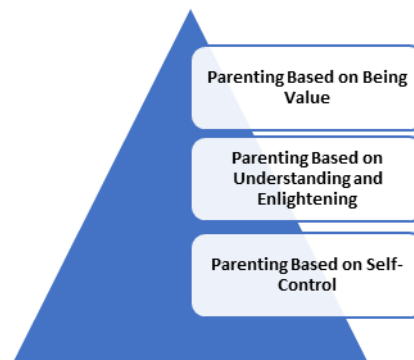 Parenting Based on Being
Value
Parenting Based on
Understanding and
Enlightening
Parenting Based on Self-
Control